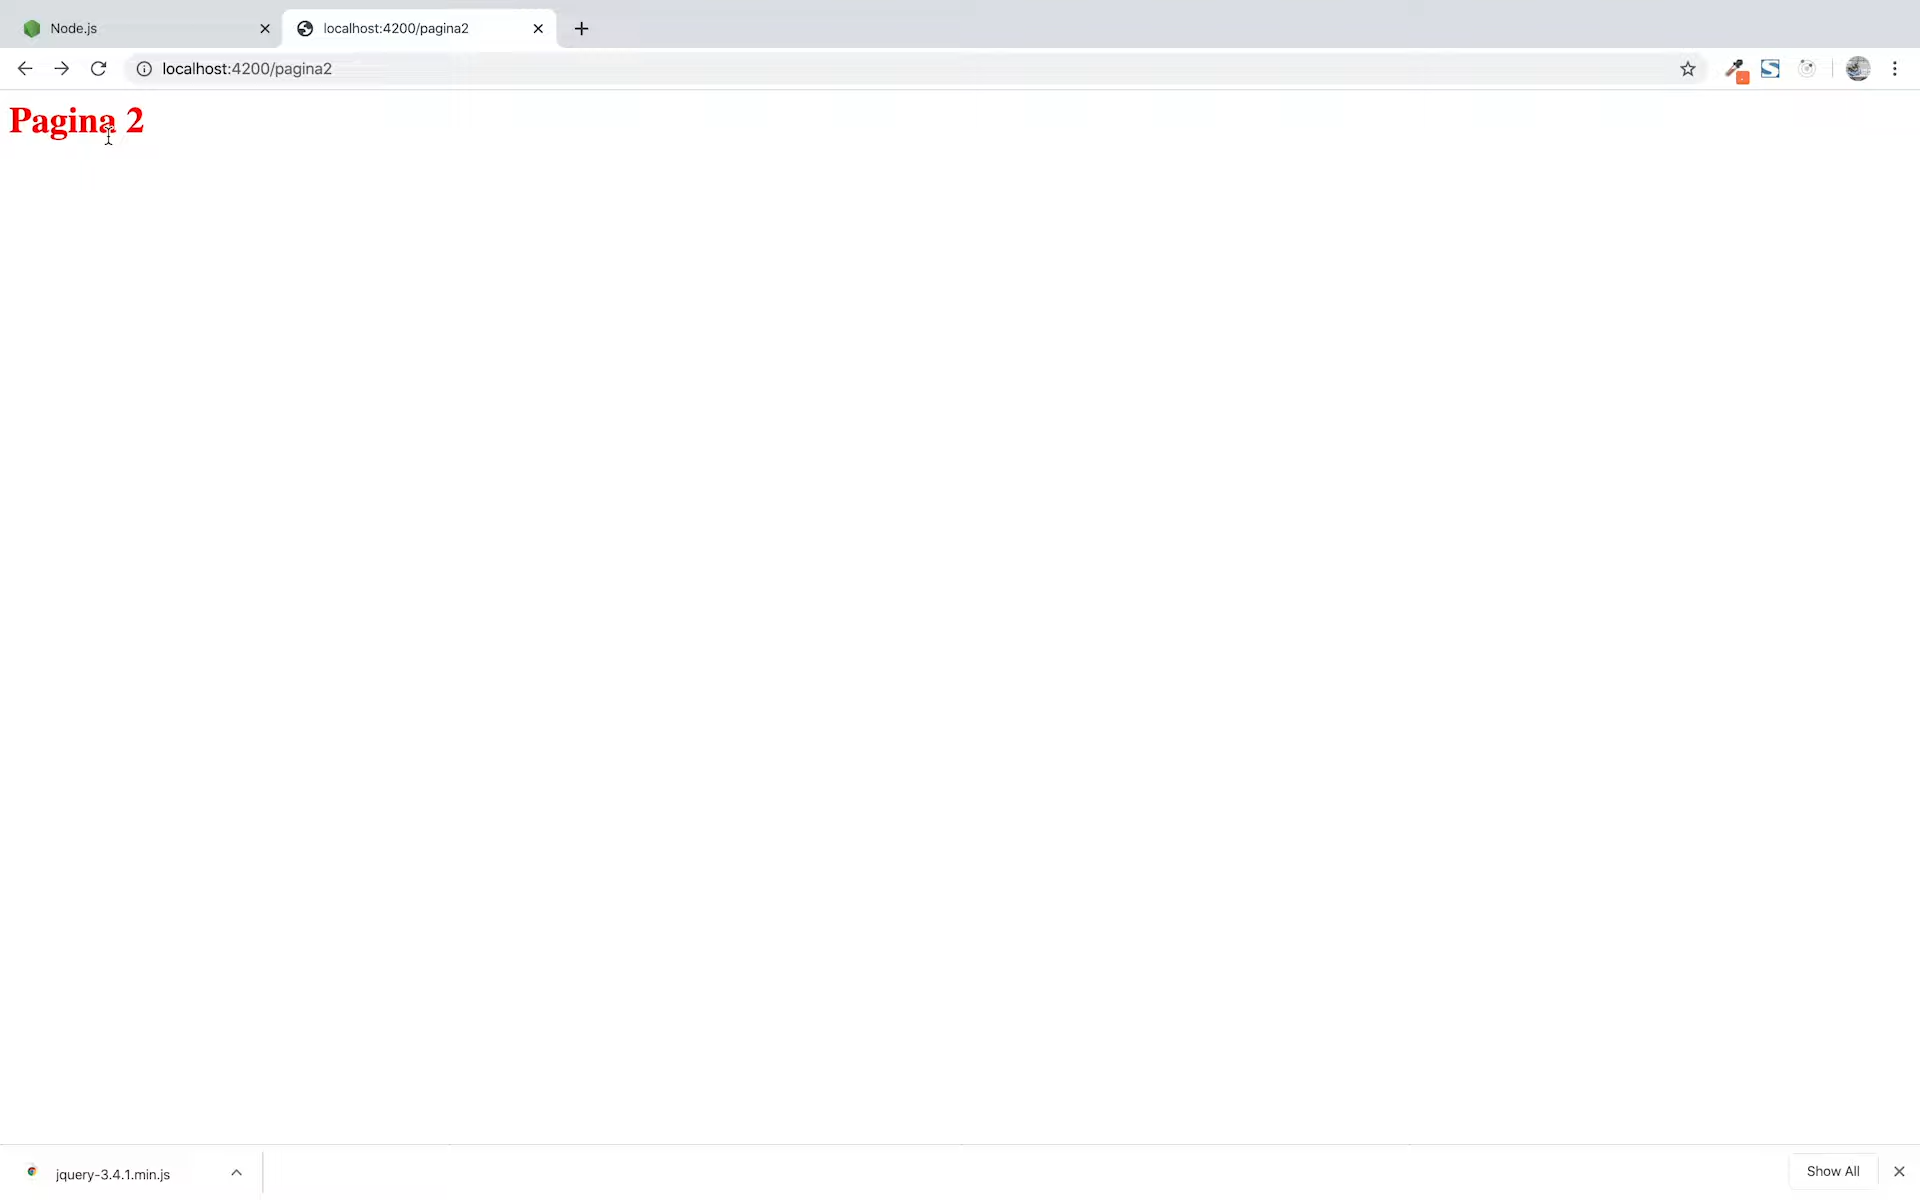 Node.js
localhost:4200/pagina2
localhost:4200/pagina2
Pagina 2
jquery-3.4.1.min.js
Show All